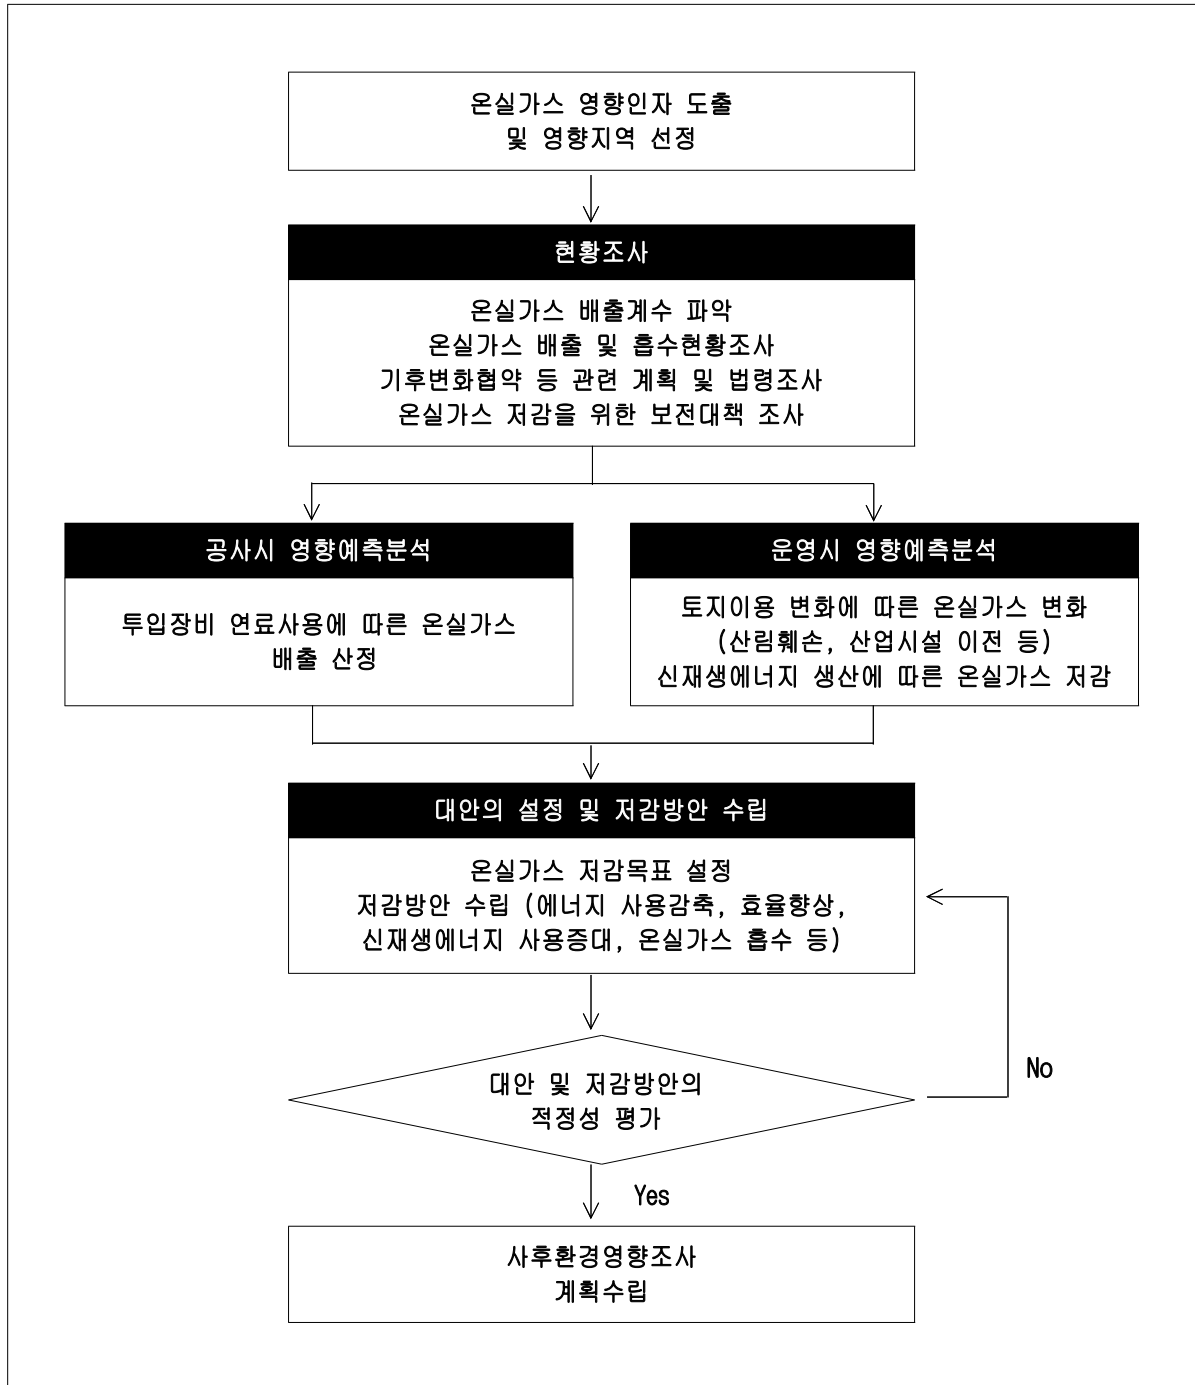 온실가스 영향인자 도출
및 영향지역 선정
현황조사
온실가스 배출계수 파악
온실가스 배출 및 흡수현황조사
기후변화협약 등 관련 계획 및 법령조사
온실가스 저감을 위한 보전대책 조사
공사시 영향예측분석
투입장비 연료사용에 따른 온실가스
배출 산정
운영시 영향예측분석
토지이용 변화에 따른 온실가스 변화
(산림훼손, 산업시설 이전 등)
신재생에너지 생산에 따른 온실가스 저감
대안의 설정 및 저감방안 수립
온실가스 저감목표 설정
저감방안 수립 (에너지 사용감축, 효율향상,
신재생에너지 사용증대, 온실가스 흡수 등)
대안 및 저감방안의
적정성 평가
No
Yes
사후환경영향조사
계획수립